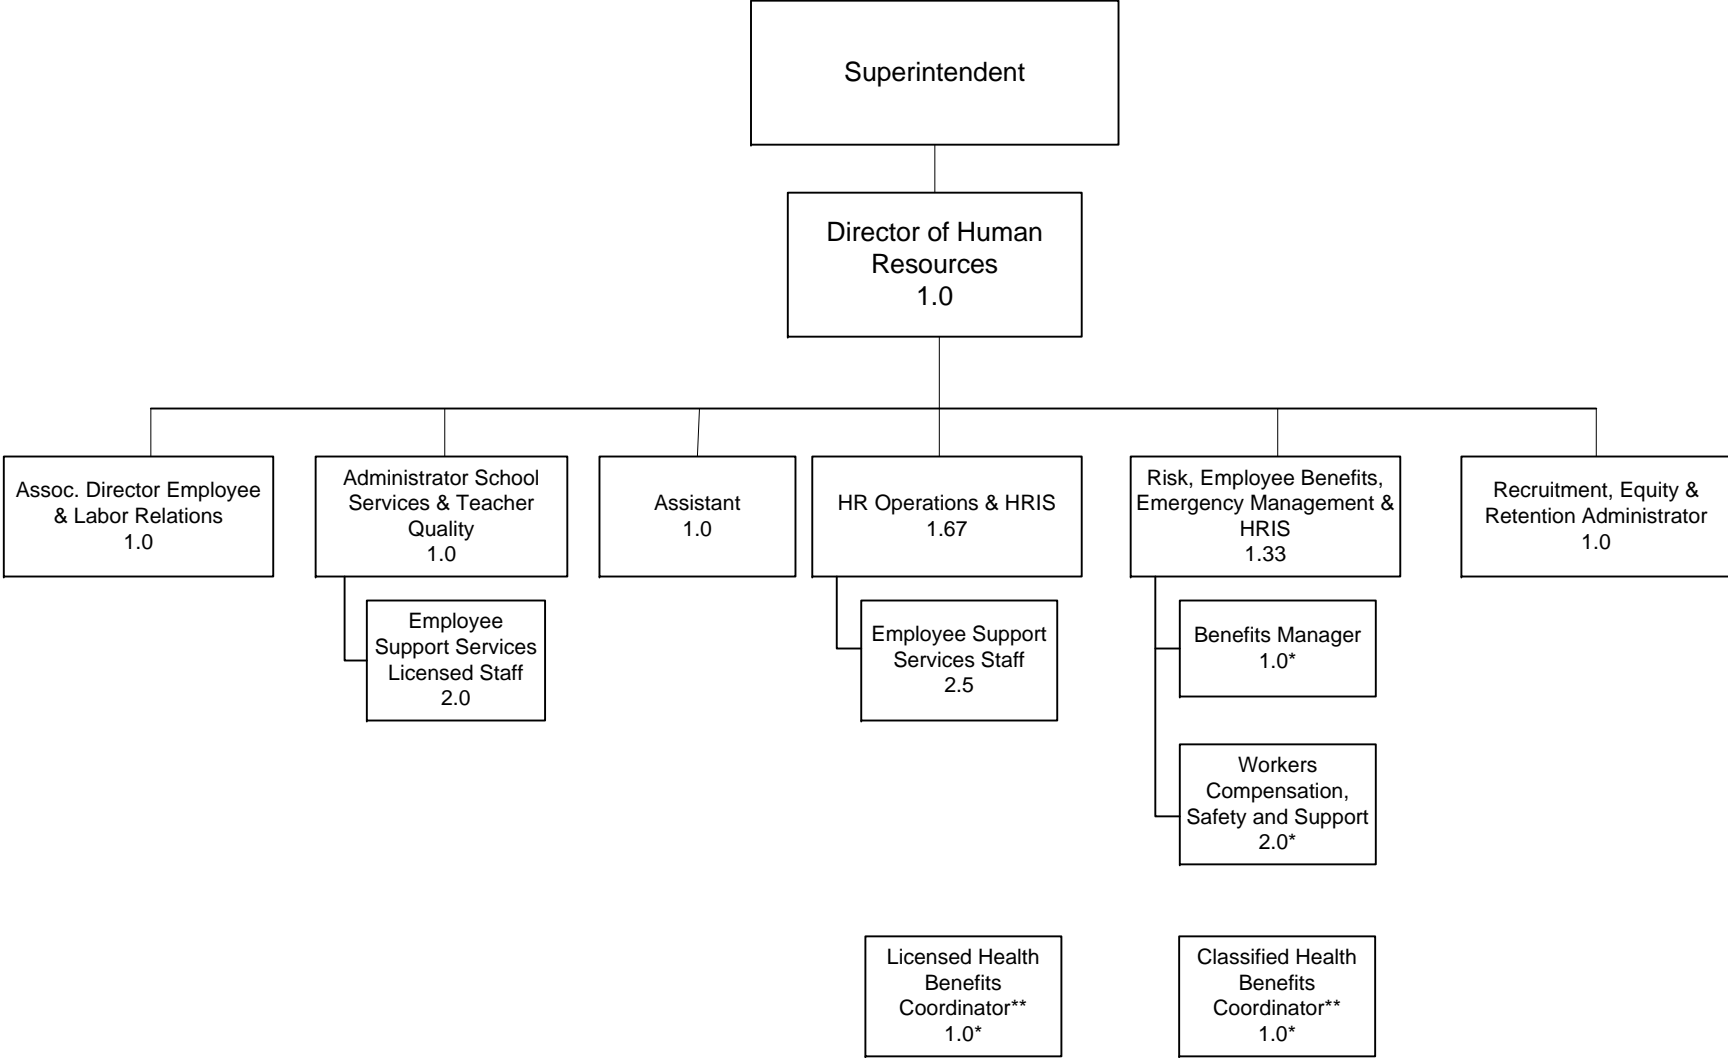 Superintendent
Director of Human
Resources
1.0
Assoc. Director Employee
& Labor Relations
1.0
Administrator School
Services & Teacher
Quality
1.0
Assistant
1.0
HR Operations & HRIS
1.67
Risk, Employee Benefits,
Emergency Management &
HRIS
1.33
Recruitment, Equity &
Retention Administrator
1.0
Employee
Support Services
Licensed Staff
2.0
Employee Support
Services Staff
2.5
Benefits Manager
1.0*
Workers
Compensation,
Safety and Support
2.0*
Licensed Health
Benefits
Coordinator**
1.0*
Classified Health
Benefits
Coordinator**
1.0*